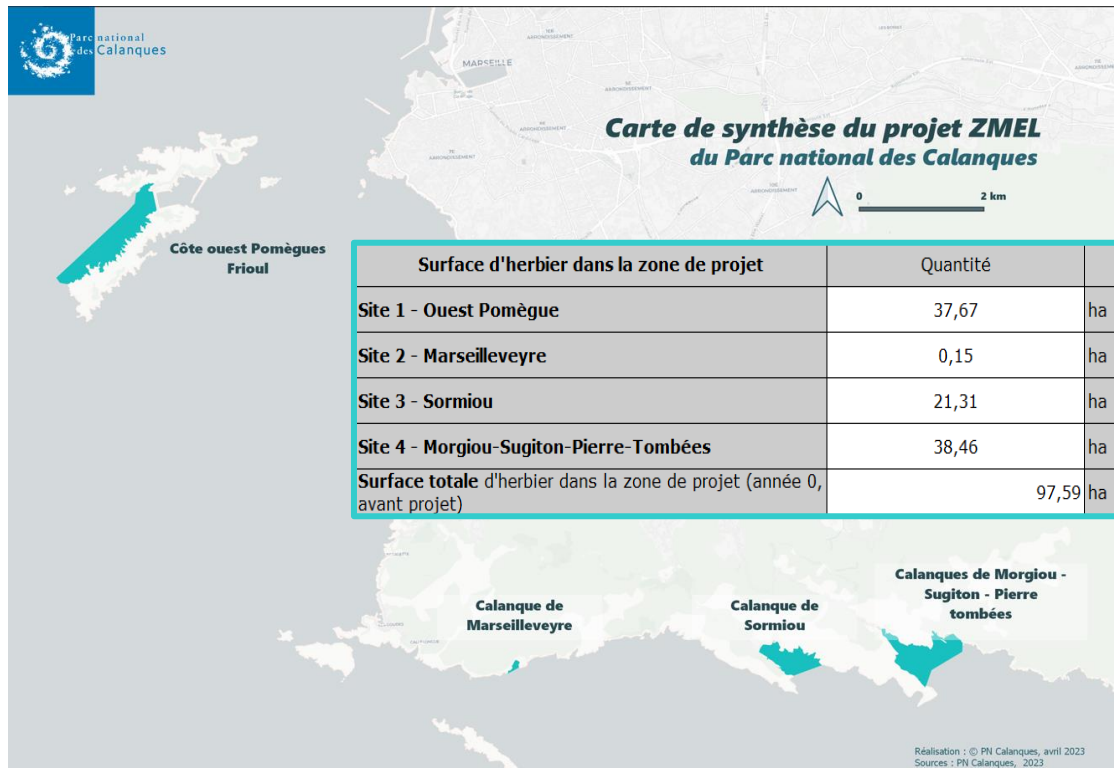 Parc national
des Calanques
MARSEILLE
Carte de synthèse du projet ZMEL
du Parc national des Calanques
0 2 km
Côte ouest Pomègues
Frioul
Surface d'herbier dans la zone de projet Quantité
Site 1 - Ouest Pomègue 37,67 ha
Site 2 - Marseilleveyre 0,15 ha
Site 3 - Sormiou 21,31 ha
Site 4 - Morgiou-Sugiton-Pierre-Tombées 38,46 ha
Surface totale d'herbier dans la zone de projet (année 0,
avant projet) 97,59 ha
Calanque de
Marseilleveyre
Calanque de
Sormiou
Calanques de Morgiou -
Sugiton - Pierre
tombées
Réalisation : © PN Calanques, avril 2023
Sources : PN Calanques, 2023